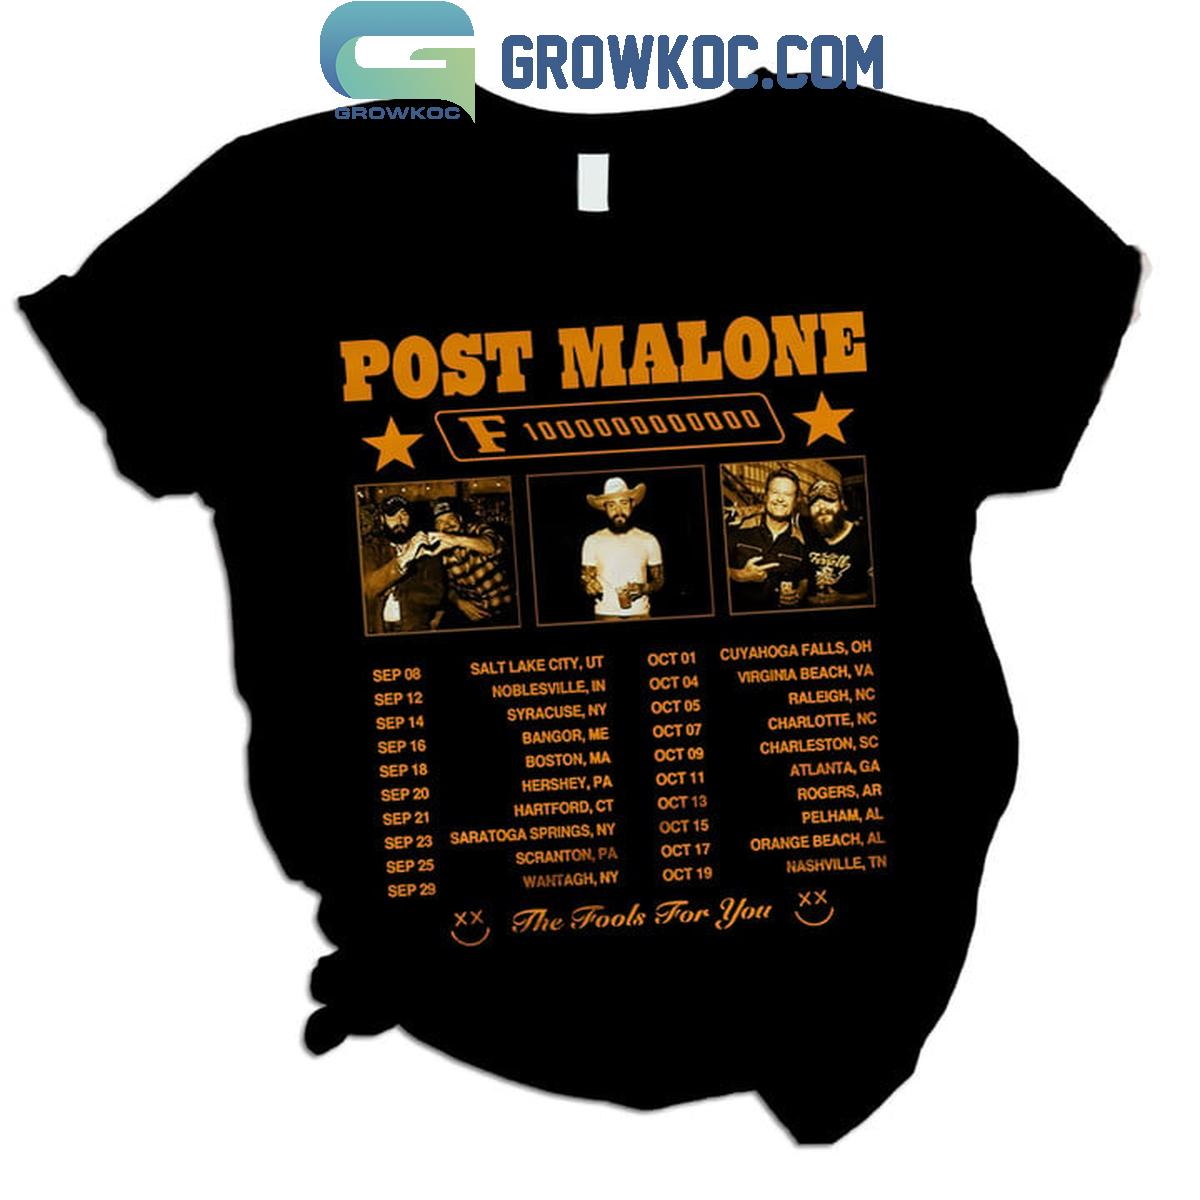 GROWKOC.COM
GROWKOC
POST MALONE
F 1000000000000
SEP 08 SALT LAKE CITY, UT OCT 01 CUYAHOGA FALLS, OH
SEP 12 NOBLESVILLE, IN OCT 04 VIRGINIA BEACH, VA
SEP 14 SYRACUSE, NY OCT 05 RALEIGH, NC
SEP 16 BANGOR, ME OCT 07 CHARLOTTE, NC
SEP 18 BOSTON, MA OCT 09 CHARLESTON, SC
SEP 20 HERSHEY, PA OCT 11 ATLANTA, GA
SEP 21 HARTFORD, CT OCT 13 ROGERS, AR
SEP 23 SARATOGA SPRINGS, NY OCT 15 PELHAM, AL
SEP 25 SCRANTON, PA OCT 17 ORANGE BEACH, AL
SEP 29 WANTAGH, NY OCT 19 NASHVILLE, TN
XX The Fools For You XX